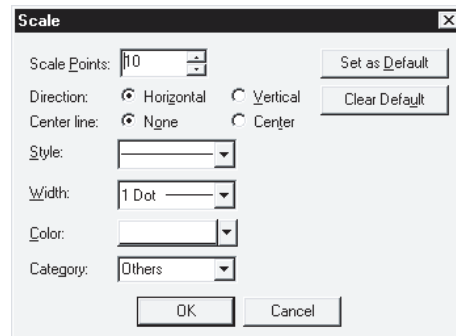 Scale
Scale Points: 10 Set as Default
Direction: Horizontal Vertical Clear Default
Center line: None Center
Style:
Width: 1 Dot
Color:
Category: Others
OK Cancel